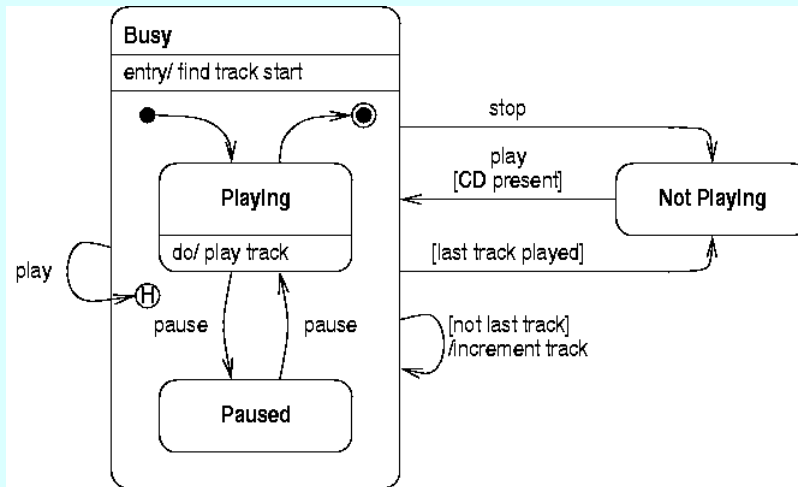 Busy
entry/ find track start
stop
play
[CD present]
Not Playing
Playing
do/ play track
[last track played]
play
H
pause
pause
[not last track]
/increment track
Paused